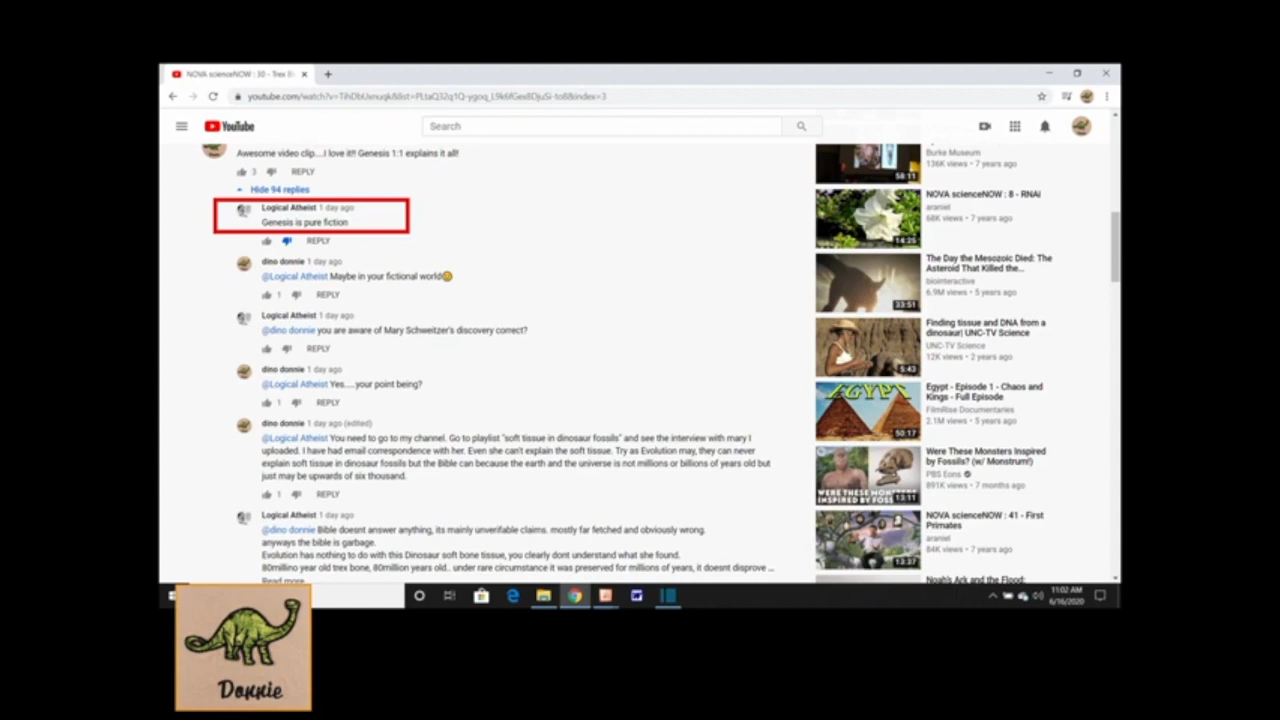 NOVA scienceNOW : 30 - Trex B
YouTube
Search
Awesome video clip....I love it!! Genesis 1:1 explains it all!
3 REPLY
Hide 94 replies
Logical Atheist 1 day ago
Genesis is pure fiction
REPLY
dino donnie 1 day ago
@Logical Atheist Maybe in your fictional world
1 REPLY
Logical Atheist 1 day ago
@dino donnie you are aware of Mary Schweitzer's discovery correct?
REPLY
dino donnie 1 day ago
@Logical Atheist Yes.....your point being?
1 REPLY
dino donnie 1 day ago (edited)
@Logical Atheist You need to go to my channel. Go to playlist "soft tissue in dinosaur fossils" and see the interview with mary I
uploaded. I have had email correspondence with her. Even she can't explain the soft tissue. Try as Evolution may, they can never
explain soft tissue in dinosaur fossils but the Bible can because the earth and the universe is not millions or billions of years old but
just may be upwards of six thousand.
1 REPLY
Logical Atheist 1 day ago
@dino donnie Bible doesnt answer anything, its mainly unverifable claims. mostly far fetched and obviously wrong.
anyways the bible is garbage.
Evolution has nothing to do with this Dinosaur soft bone tissue, you clearly dont understand what she found.
80millino year old trex bone, 80million years old.. under rare circumstance it was preserved for millions of years, it doesnt disprove ...
Read more
Burke Museum
136K views • 7 years ago
58:11
NOVA scienceNOW : 8 - RNAi
araniel
68K views • 7 years ago
14:25
The Day the Mesozoic Died: The
Asteroid That Killed the...
biointeractive
6.9M views • 5 years ago
33:51
Finding tissue and DNA from a
dinosaur| UNC-TV Science
UNC-TV Science
12K views • 2 years ago
5:43
EGYPT
Egypt - Episode 1 - Chaos and
Kings - Full Episode
FilmRise Documentaries
2.1M views • 5 years ago
50:17
Were These Monsters Inspired
by Fossils? (w/ Monstrum!)
PBS Eons
891K views • 7 months ago
WERE THESE MONSTERS
INSPIRED BY FOSS
13:11
NOVA scienceNOW : 41 - First
Primates
araniel
84K views • 7 years ago
13:37
Noah's Ark and the Flood:
11:02 AM
6/16/2020
Donnie